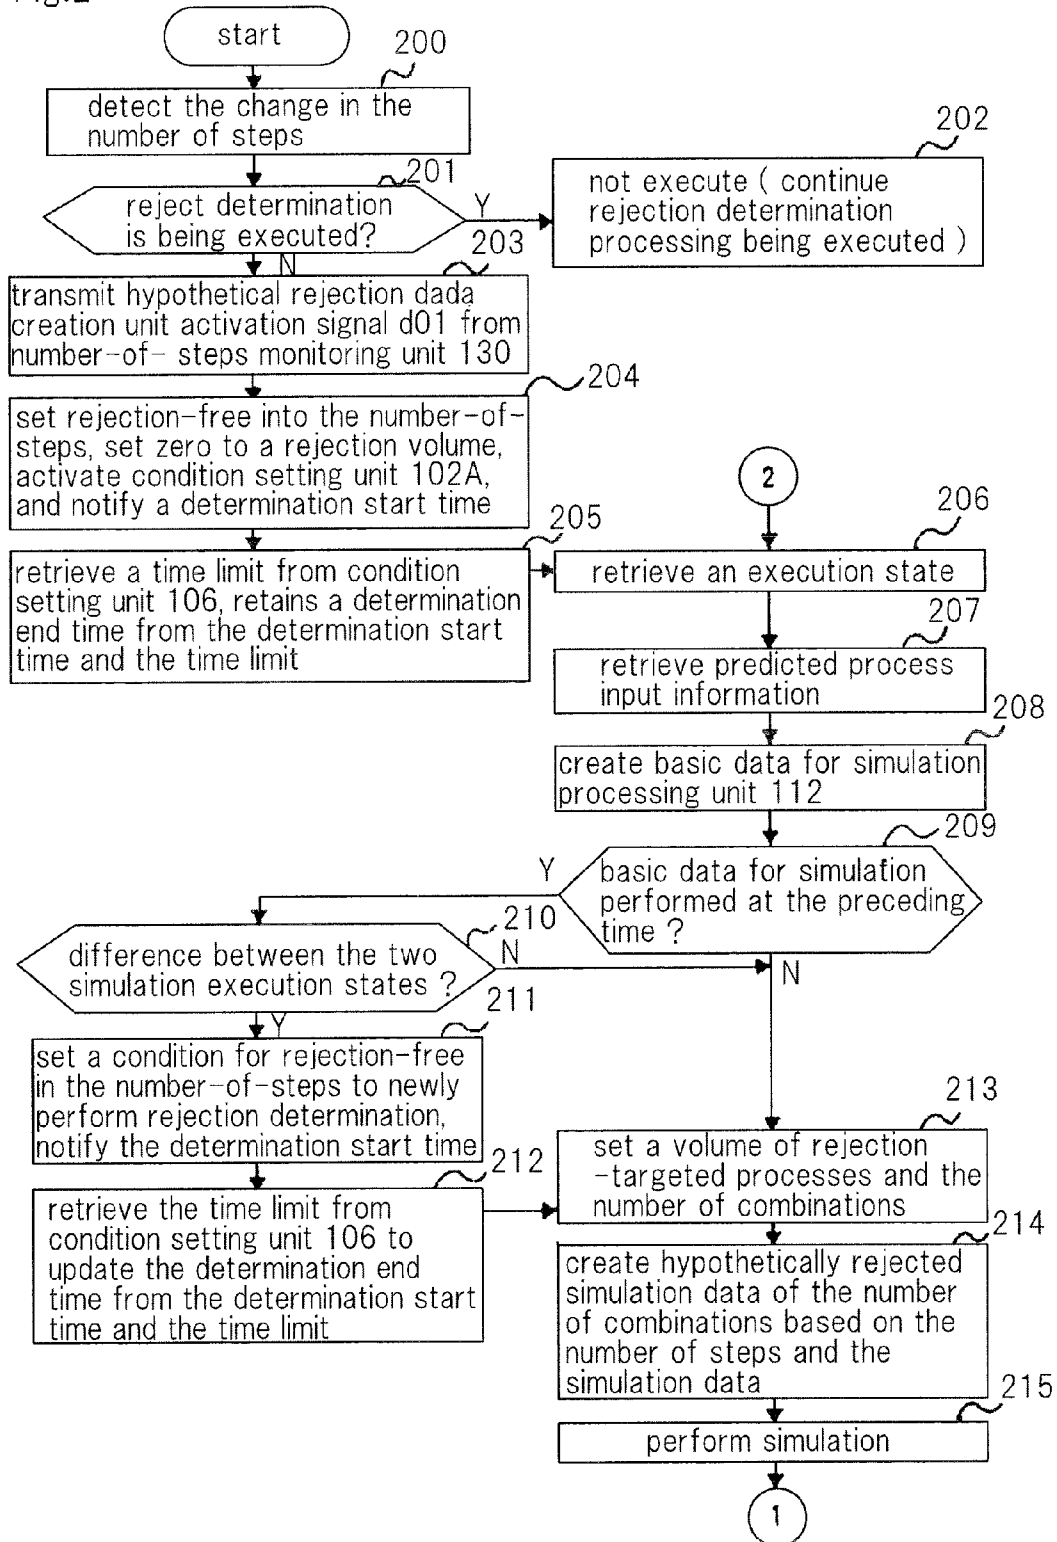 start
200
detect the change in the
number of steps
201
reject determination
is being executed?
Y
202
not execute ( continue
rejection determination
processing being executed )
N
203
transmit hypothetical rejection dada
creation unit activation signal d01 from
number-of- steps monitoring unit 130
204
set rejection-free into the number-of-
steps, set zero to a rejection volume,
activate condition setting unit 102A,
and notify a determination start time
205
retrieve a time limit from condition
setting unit 106, retains a determination
end time from the determination start
time and the time limit
2
206
retrieve an execution state
207
retrieve predicted process
input information
208
create basic data for simulation
processing unit 112
209
basic data for simulation
performed at the preceding
time ?
Y
N
210
difference between the two
simulation execution states ?
N
Y
211
set a condition for rejection-free
in the number-of-steps to newly
perform rejection determination,
notify the determination start time
212
retrieve the time limit from
condition setting unit 106 to
update the determination end
time from the determination start
time and the time limit
213
set a volume of rejection
-targeted processes and the
number of combinations
214
create hypothetically rejected
simulation data of the number
of combinations based on the
number of steps and the
simulation data
215
perform simulation
1